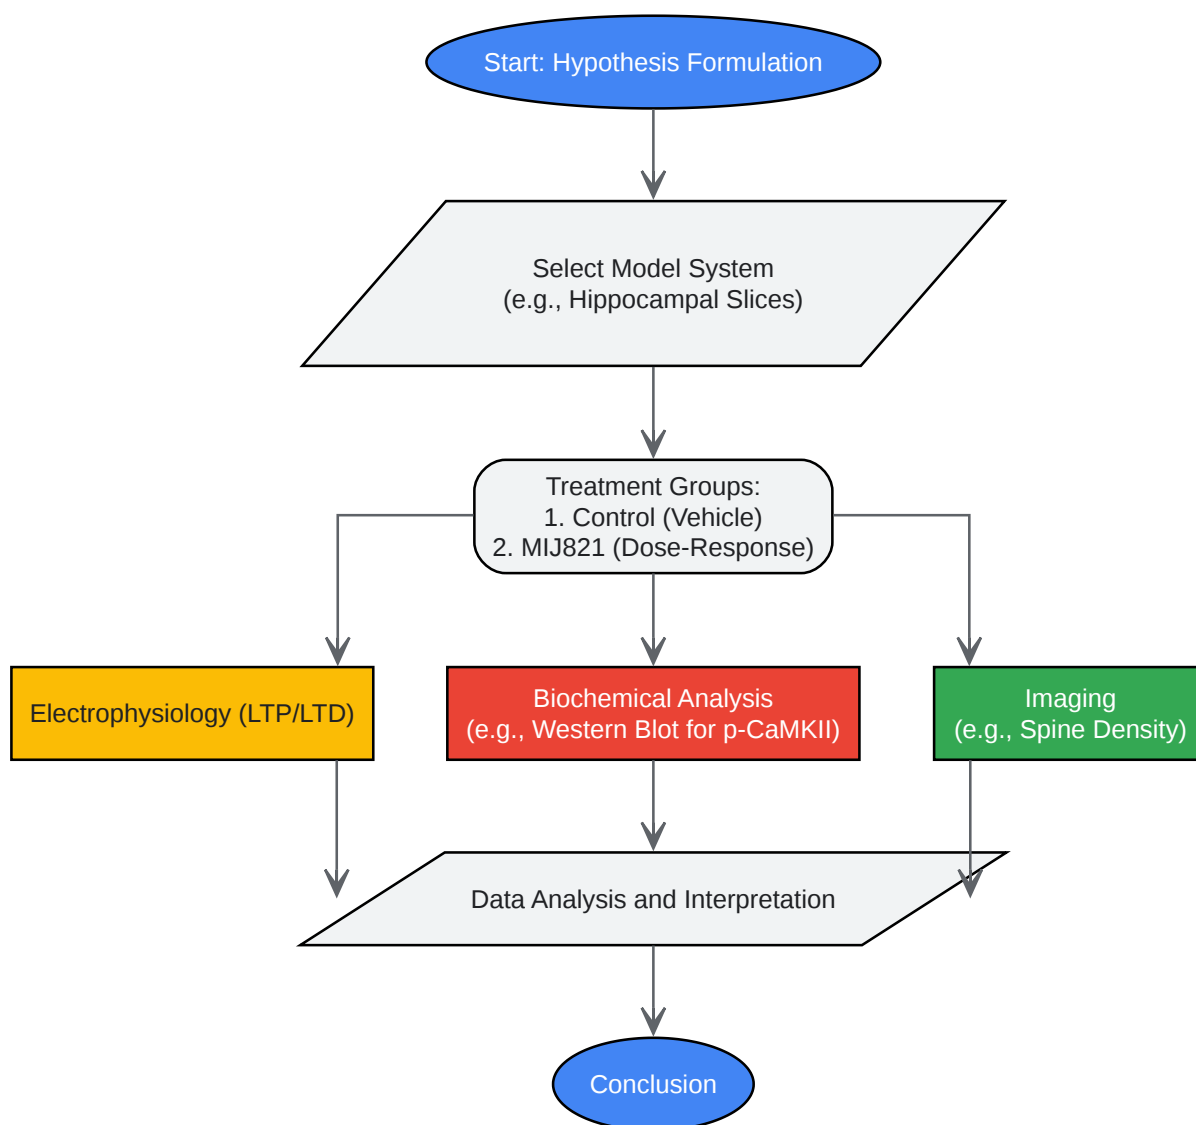 Start: Hypothesis Formulation
Select Model System
(e.g., Hippocampal Slices)
Treatment Groups:
1. Control (Vehicle)
2. MIJ821 (Dose-Response)
Electrophysiology (LTP/LTD)
Biochemical Analysis
(e.g., Western Blot for p-CaMKII)
Imaging
(e.g., Spine Density)
Data Analysis and Interpretation
Conclusion